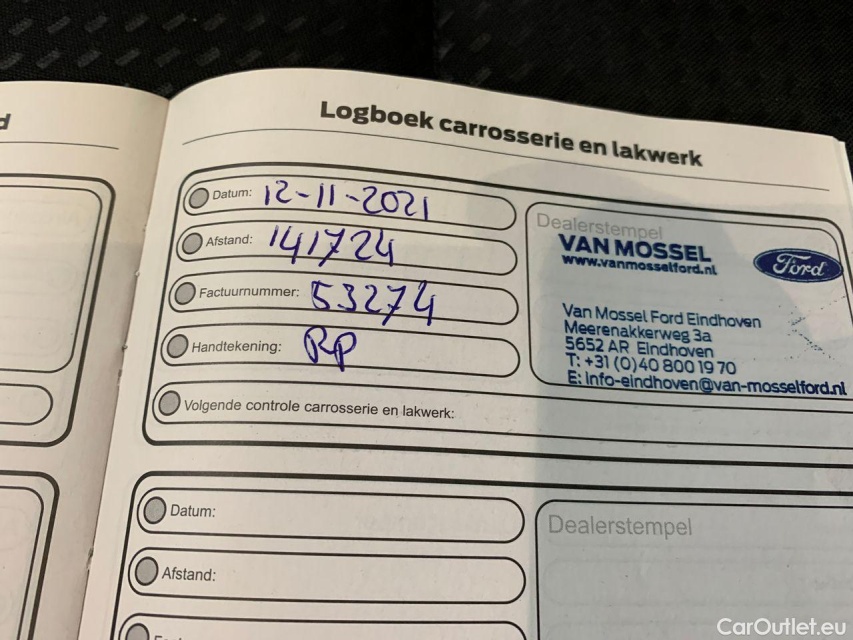 d
Logboek carrosserie en lakwerk
Datum: 12-11-2021
Afstand: 141724
Factuurnummer: 53274
Handtekening: RP
Volgende controle carrosserie en lakwerk:
Dealerstempel
VAN MOSSEL
www.vanmosselford.nl
Ford
Van Mossel Ford Eindhoven
Meerenakkerweg 3a
5652 AR Eindhoven
T: +31 (0)40 800 19 70
E: Info-eindhoven@van-mosselford.nl
Datum:
Afstand:
Dealerstempel
CarOutlet.eu